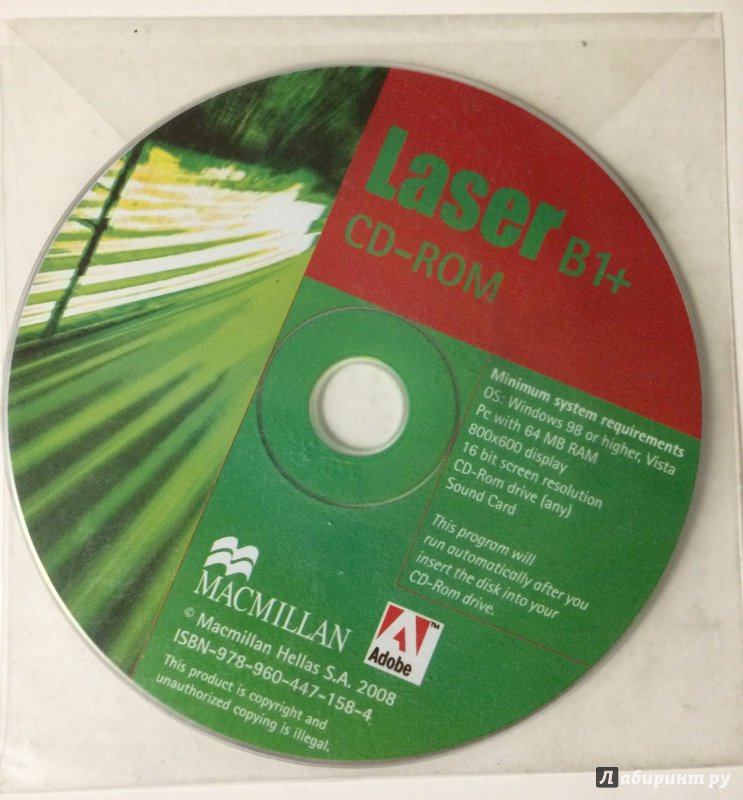 Laser B1+
CD-ROM
Minimum system requirements
OS: Windows 98 or higher, Vista
Pc with 64 MB RAM
800x600 display
16 bit screen resolution
CD-Rom drive (any)
Sound Card
This program will
run automatically after you
insert the disk into your
CD-Rom drive.
MACMILLAN
Adobe™
© Macmillan Hellas S.A. 2008
ISBN-978-960-447-158-4
This product is copyright and
unauthorized copying is illegal.
Лабиринт.ру